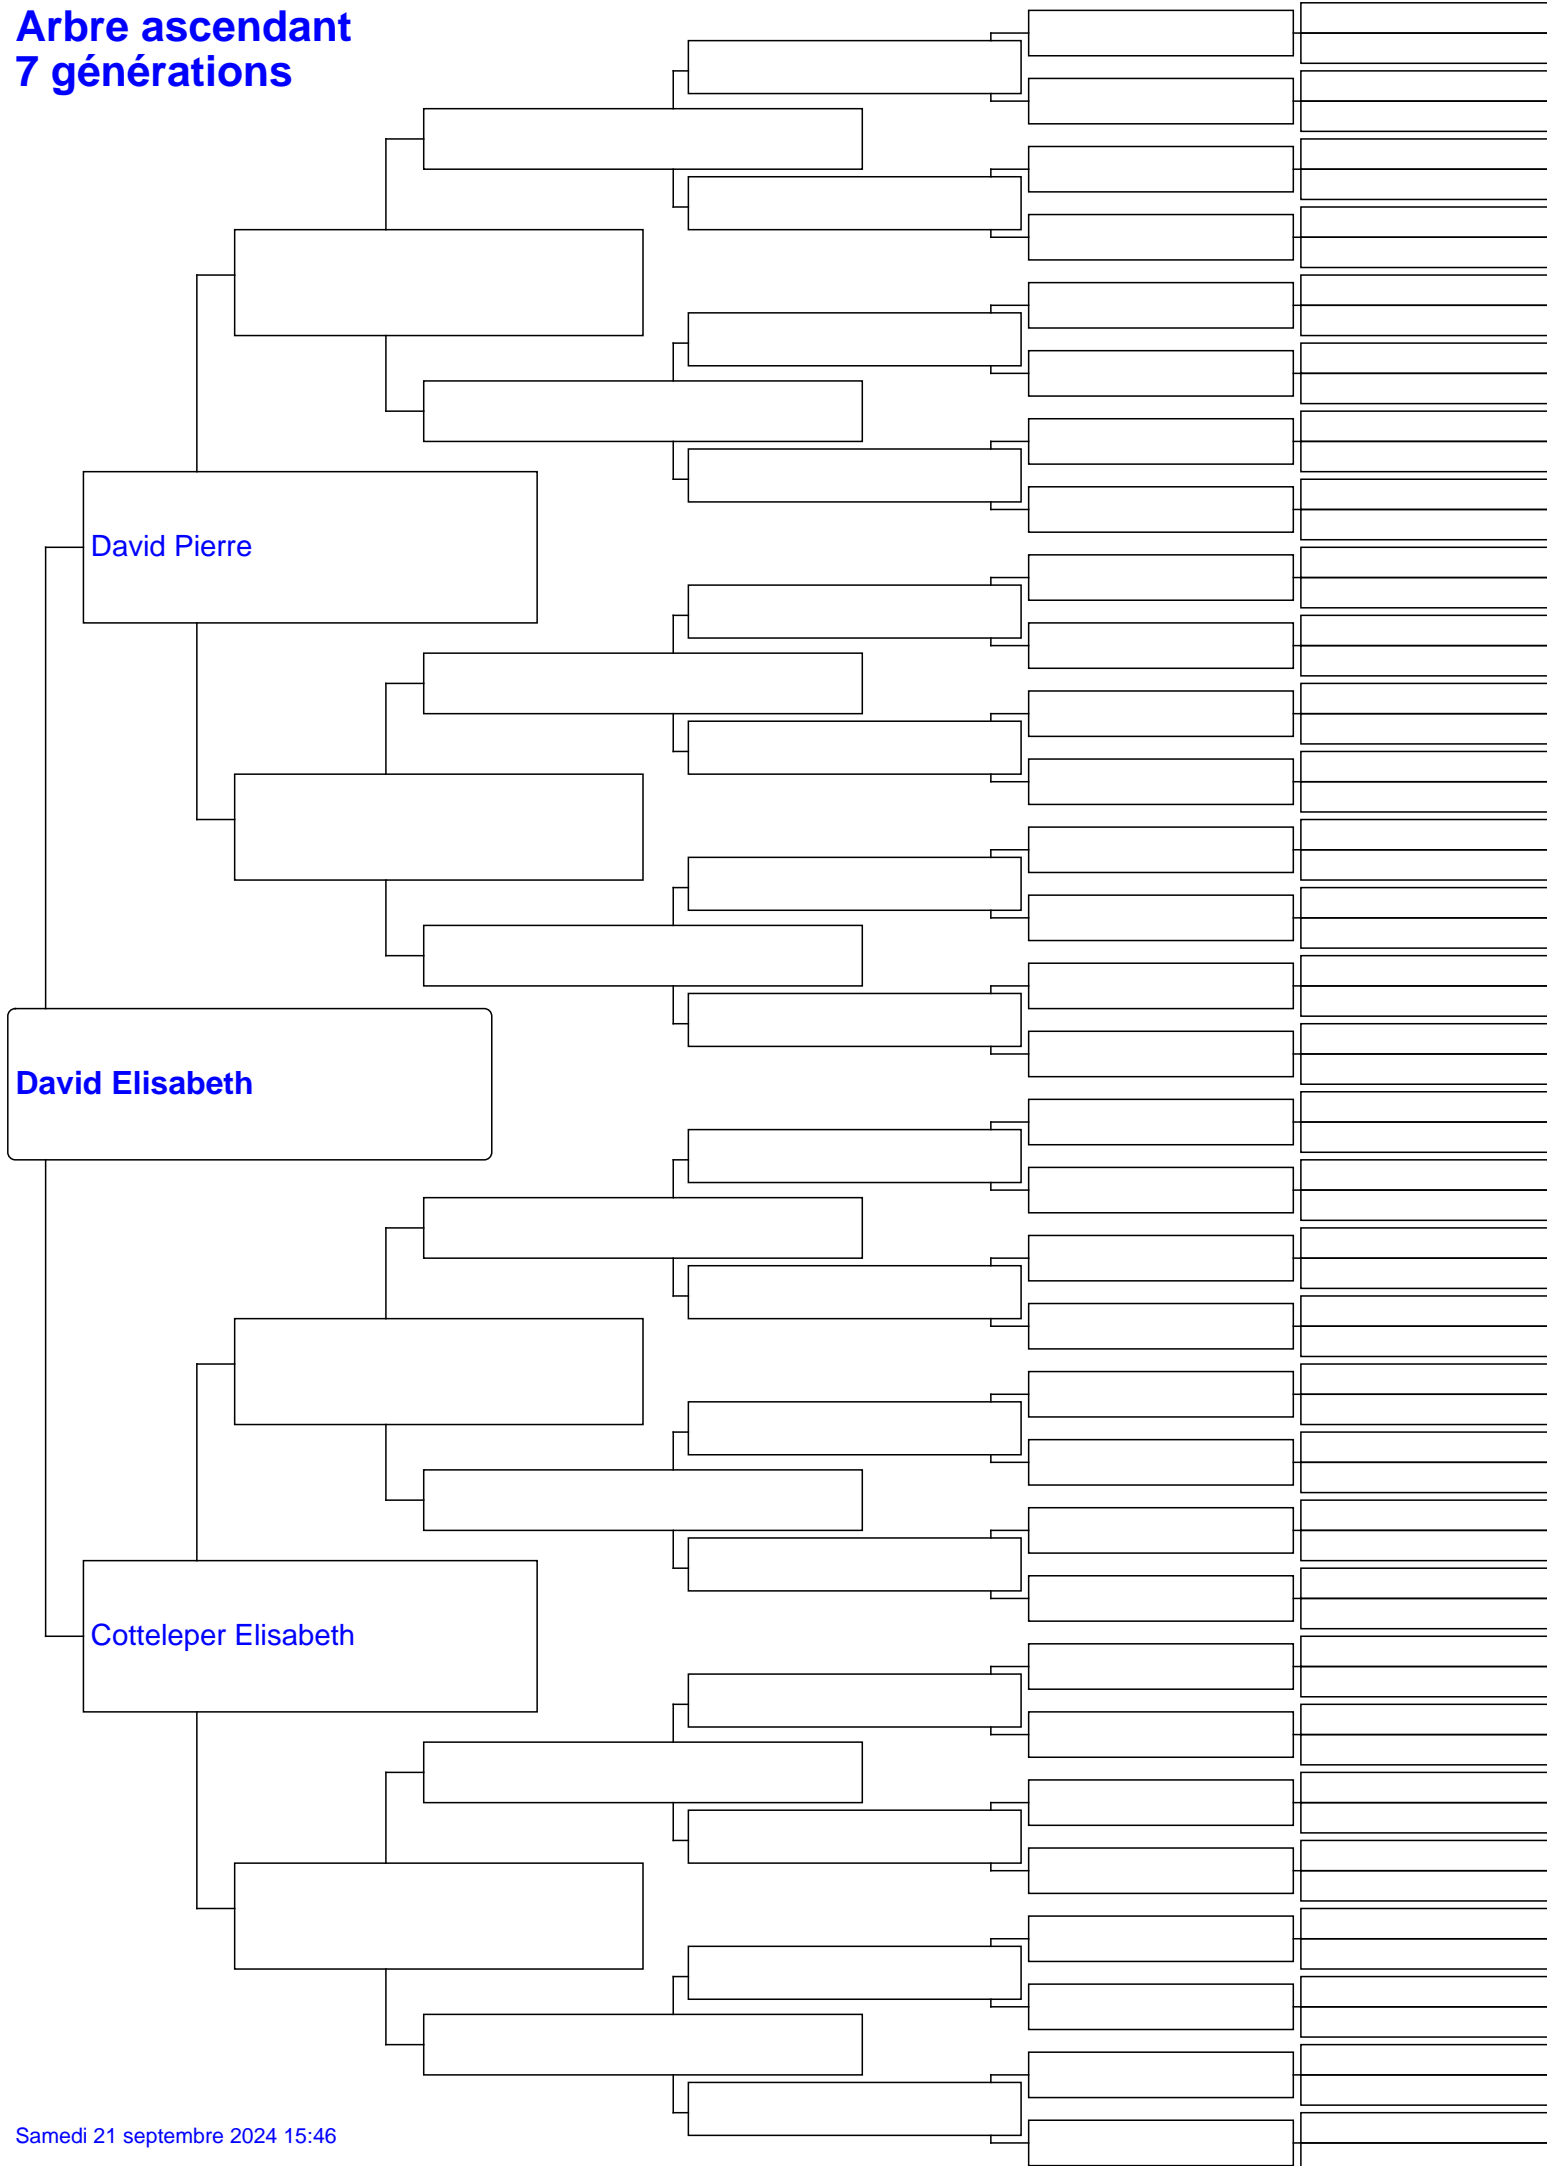 Arbre ascendant
7 générations
David Pierre
David Elisabeth
Cotteleper Elisabeth
Samedi 21 septembre 2024 15:46